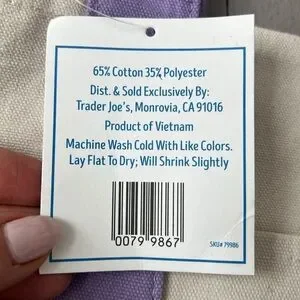 65% Cotton 35% Polyester
Dist. & Sold Exclusively By:
Trader Joe's, Monrovia, CA 91016
Product of Vietnam
Machine Wash Cold With Like Colors.
Lay Flat To Dry; Will Shrink Slightly
0079 9867
SKU# 79986